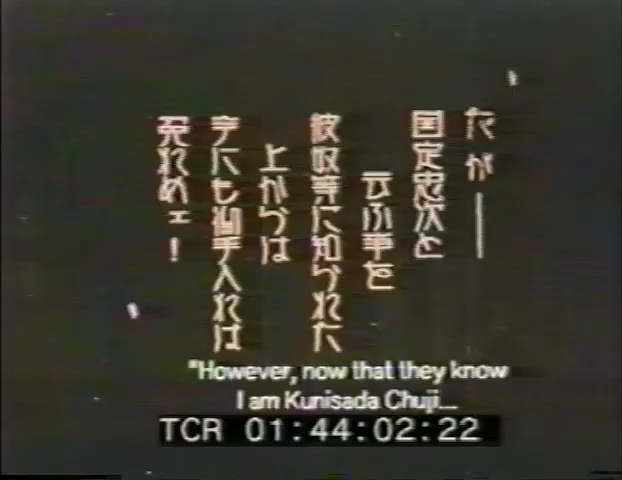 たが――
国定忠次と
云ふ事を
彼奴等に知られた
上からは
にも御手入れは
免れめェ!
"However, now that they know
I am Kunisada Chuji...
TCR 01:44:02:22